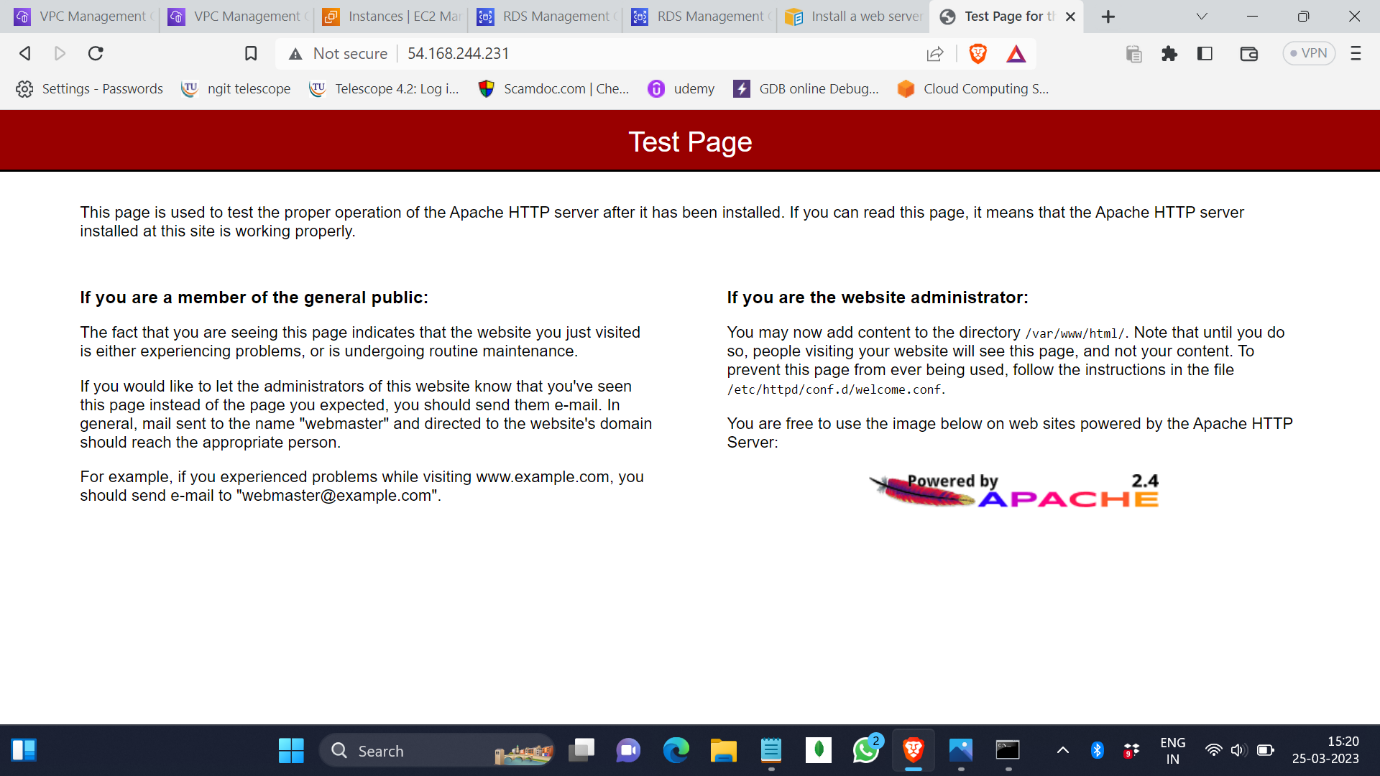 VPC Management
VPC Management
Instances | EC2 Mar
RDS Management
RDS Management
Install a web server
Test Page for th
Not secure
54.168.244.231
VPN
Settings - Passwords
ngit telescope
Telescope 4.2: Log i...
Scamdoc.com | Che...
udemy
GDB online Debug...
Cloud Computing S...
Test Page
This page is used to test the proper operation of the Apache HTTP server after it has been installed. If you can read this page, it means that the Apache HTTP server
installed at this site is working properly.
If you are a member of the general public:
The fact that you are seeing this page indicates that the website you just visited
is either experiencing problems, or is undergoing routine maintenance.
If you would like to let the administrators of this website know that you've seen
this page instead of the page you expected, you should send them e-mail. In
general, mail sent to the name "webmaster" and directed to the website's domain
should reach the appropriate person.
For example, if you experienced problems while visiting www.example.com, you
should send e-mail to "webmaster@example.com".
If you are the website administrator:
You may now add content to the directory /var/www/html/. Note that until you do
so, people visiting your website will see this page, and not your content. To
prevent this page from ever being used, follow the instructions in the file
/etc/httpd/conf.d/welcome.conf.
You are free to use the image below on web sites powered by the Apache HTTP
Server:
Powered by 2.4
APACHE
Search
2
9
ENG
IN
15:20
25-03-2023